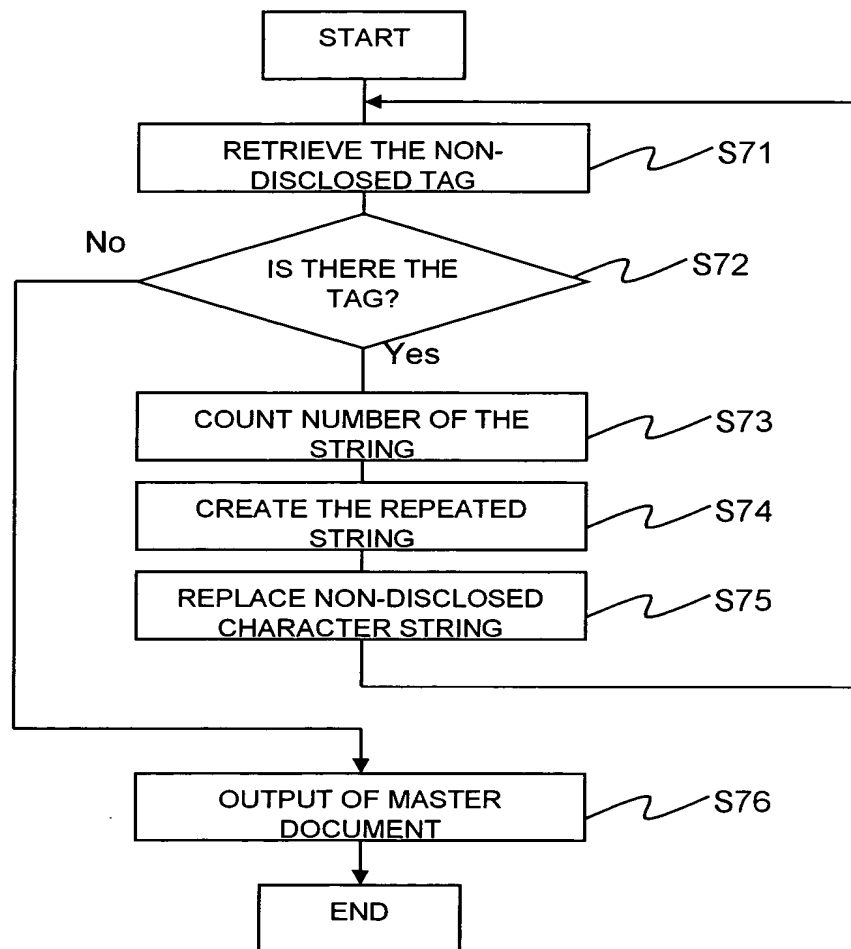 START
RETRIEVE THE NON-
DISCLOSED TAG
S71
No
IS THERE THE
TAG?
S72
Yes
COUNT NUMBER OF THE
STRING
S73
CREATE THE REPEATED
STRING
S74
REPLACE NON-DISCLOSED
CHARACTER STRING
S75
OUTPUT OF MASTER
DOCUMENT
S76
END